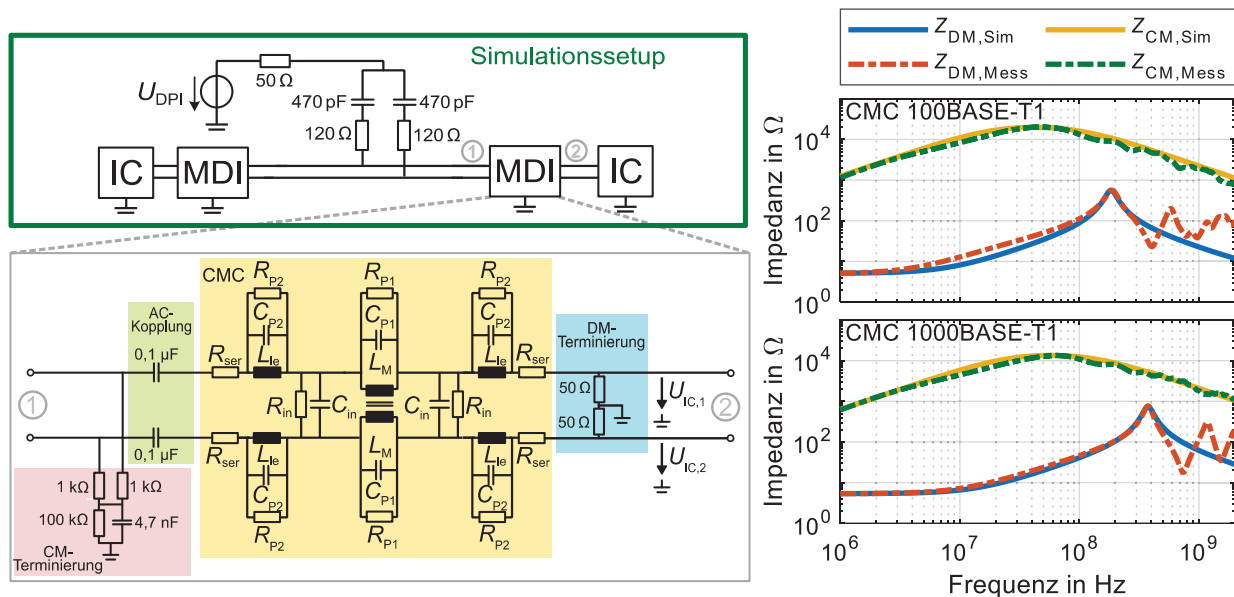 Simulationssetup
50 Ω
U_DPI
470 pF
470 pF
120 Ω
120 Ω
①
②
IC
MDI
MDI
IC
CMC
R_P2
R_P1
R_P2
AC-
Kopplung
C_P2
C_P1
C_P2
DM-
Terminierung
0,1 µF
R_ser
L_le
L_M
L_le
R_ser
50 Ω
①
R_in
C_in
C_in
R_in
U_IC,1
②
50 Ω
0,1 µF
R_ser
L_le
L_M
L_le
R_ser
U_IC,2
1 kΩ
1 kΩ
C_P2
C_P1
C_P2
100 kΩ
4,7 nF
R_P2
R_P1
R_P2
CM-
Terminierung
Z_DM,Sim
Z_CM,Sim
Z_DM,Mess
Z_CM,Mess
CMC 100BASE-T1
10^4
10^2
10^0
Impedanz in Ω
CMC 1000BASE-T1
10^4
10^2
10^0
Impedanz in Ω
10^6
10^7
10^8
10^9
Frequenz in Hz